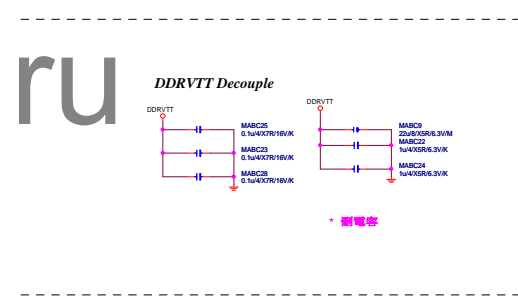 ru
DDRVTT Decouple
DDRVTT
MABC25
0.1u/4/X7R/16V/K
MABC23
0.1u/4/X7R/16V/K
MABC28
0.1u/4/X7R/16V/K
DDRVTT
MABC9
22u/8/X5R/6.3V/M
MABC22
1u/4/X5R/6.3V/K
MABC24
1u/4/X5R/6.3V/K
* 電容